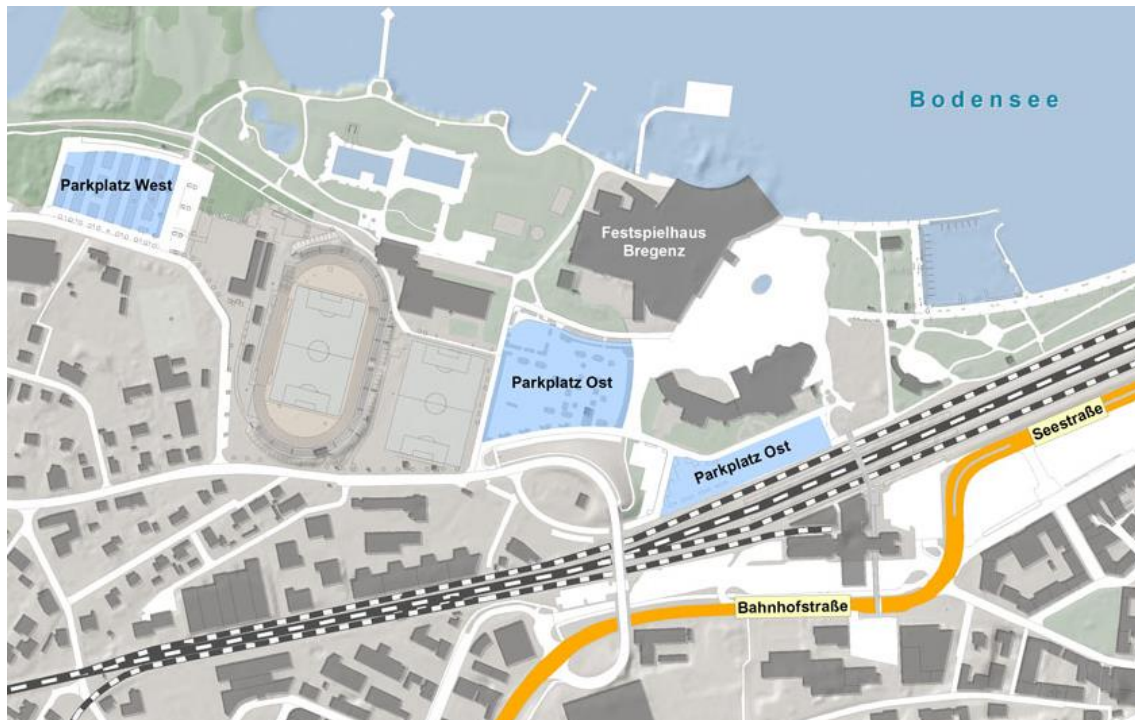 Bodensee
Parkplatz West
Festspielhaus
Bregenz
Parkplatz Ost
Seestraße
Parkplatz Ost
Bahnhofstraße